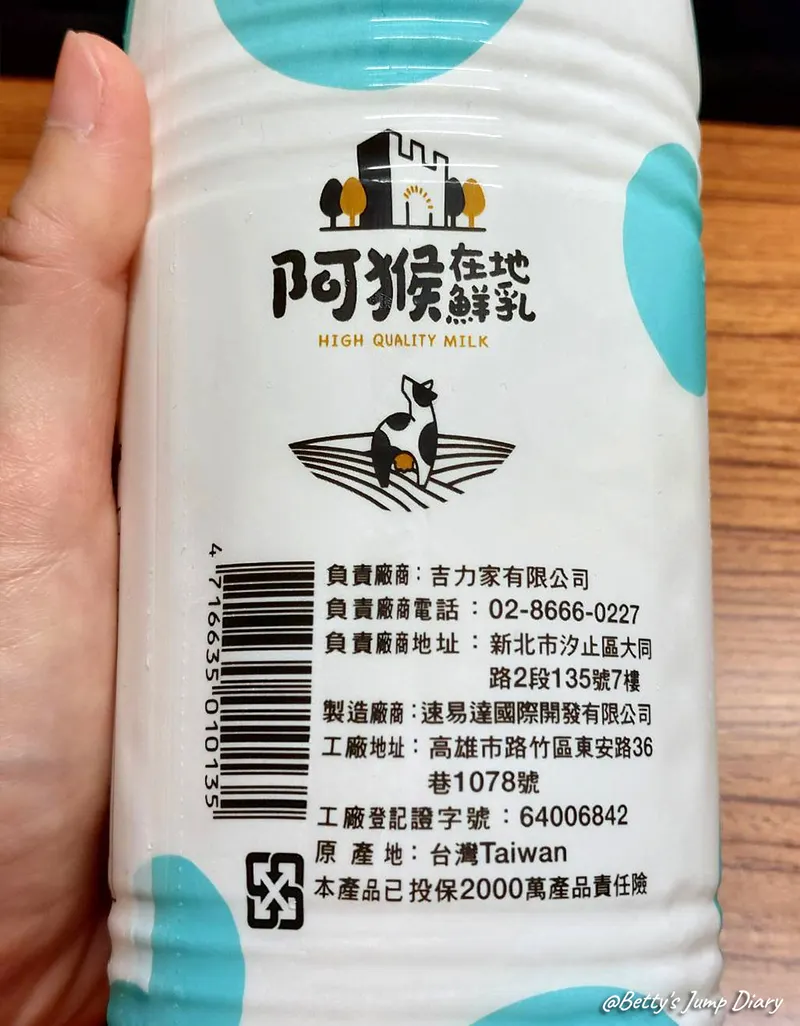 阿猴在地鮮乳
HIGH QUALITY MILK
4 716635 010135
負責廠商：吉力家有限公司
負責廠商電話：02-8666-0227
負責廠商地址：新北市汐止區大同
路2段135號7樓
製造廠商：速易達國際開發有限公司
工廠地址：高雄市路竹區東安路36
巷1078號
工廠登記證字號：64006842
原產地：台灣Taiwan
本產品已投保2000萬產品責任險
@Betty's Jump Diary